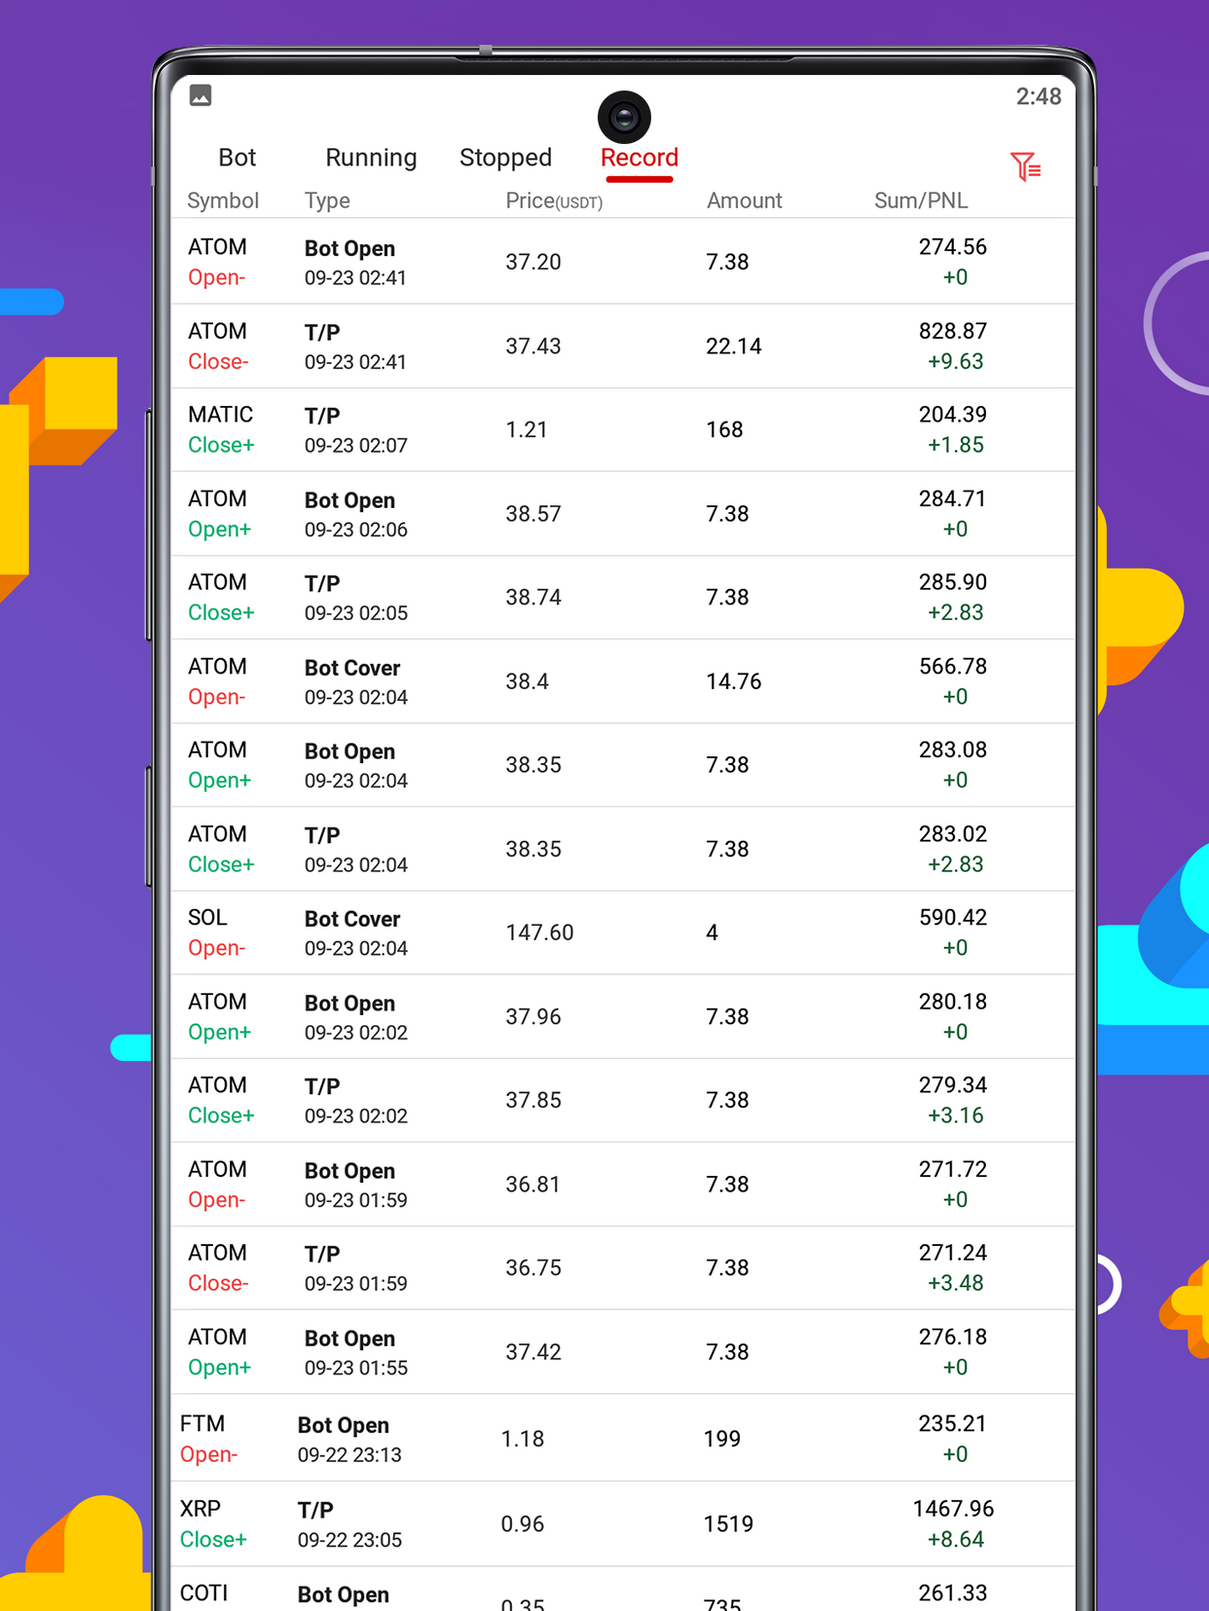 2:48
Bot Running Stopped Record
Symbol Type Price(USDT) Amount Sum/PNL
ATOM Bot Open 37.20 7.38 274.56
Open- 09-23 02:41 +0
ATOM T/P 37.43 22.14 828.87
Close- 09-23 02:41 +9.63
MATIC T/P 1.21 168 204.39
Close+ 09-23 02:07 +1.85
ATOM Bot Open 38.57 7.38 284.71
Open+ 09-23 02:06 +0
ATOM T/P 38.74 7.38 285.90
Close+ 09-23 02:05 +2.83
ATOM Bot Cover 38.4 14.76 566.78
Open- 09-23 02:04 +0
ATOM Bot Open 38.35 7.38 283.08
Open+ 09-23 02:04 +0
ATOM T/P 38.35 7.38 283.02
Close+ 09-23 02:04 +2.83
SOL Bot Cover 147.60 4 590.42
Open- 09-23 02:04 +0
ATOM Bot Open 37.96 7.38 280.18
Open+ 09-23 02:02 +0
ATOM T/P 37.85 7.38 279.34
Close+ 09-23 02:02 +3.16
ATOM Bot Open 36.81 7.38 271.72
Open- 09-23 01:59 +0
ATOM T/P 36.75 7.38 271.24
Close- 09-23 01:59 +3.48
ATOM Bot Open 37.42 7.38 276.18
Open+ 09-23 01:55 +0
FTM Bot Open 1.18 199 235.21
Open- 09-22 23:13 +0
XRP T/P 0.96 1519 1467.96
Close+ 09-22 23:05 +8.64
COTI Bot Open 0.35 735 261.33